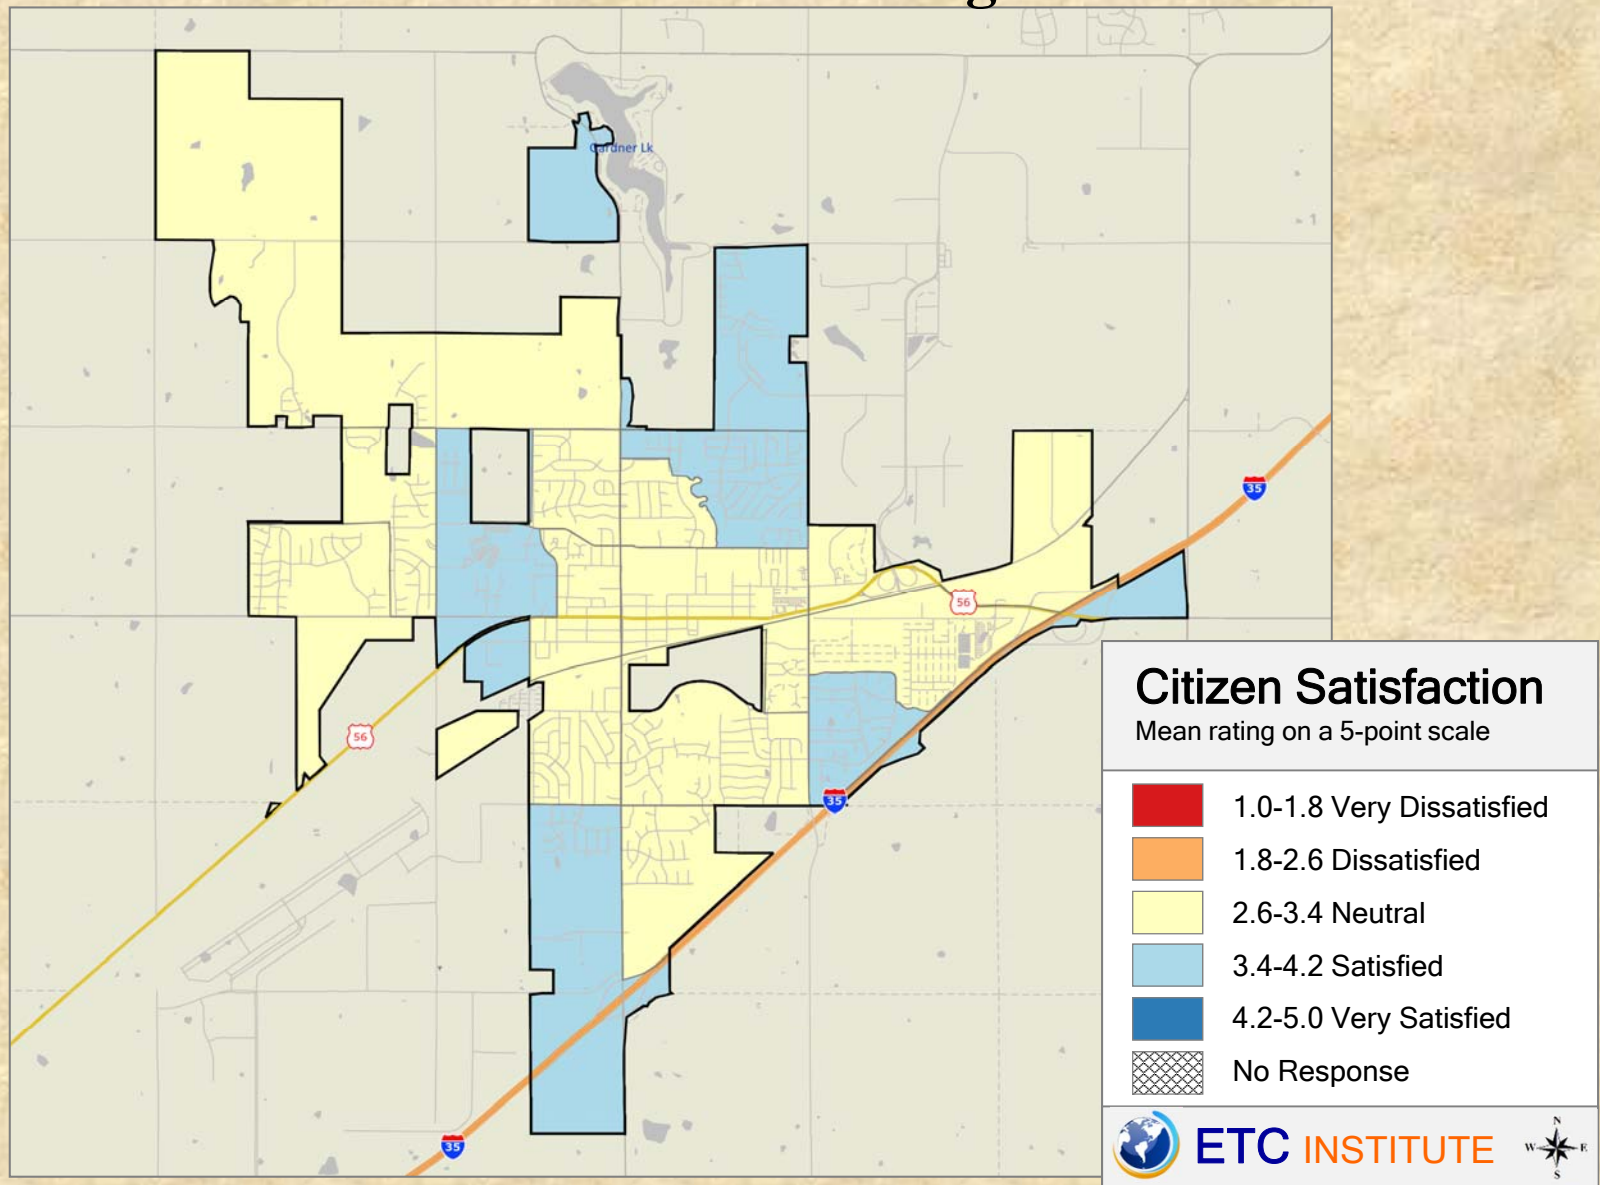 Gardner Lk
35
56
56
35
35
Citizen Satisfaction
Mean rating on a 5-point scale
1.0-1.8 Very Dissatisfied
1.8-2.6 Dissatisfied
2.6-3.4 Neutral
3.4-4.2 Satisfied
4.2-5.0 Very Satisfied
No Response
ETC INSTITUTE
N
W E
S